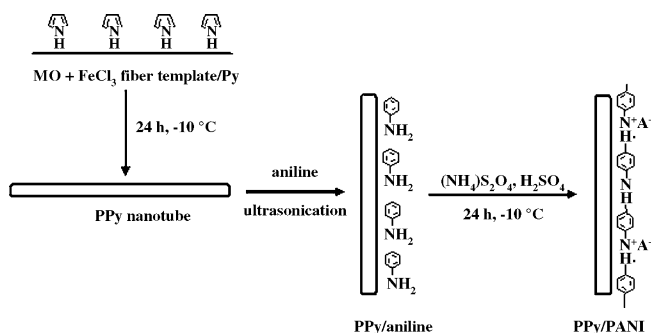 N N N N
H H H H
MO + FeCl₃ fiber template/Py
24 h, -10 °C
PPy nanotube
aniline
ultrasonication
NH₂
NH₂
NH₂
NH₂
PPy/aniline
(NH₄)S₂O₄, H₂SO₄
24 h, -10 °C
N⁺A⁻
H·
N
H
N⁺A⁻
H·
PPy/PANI